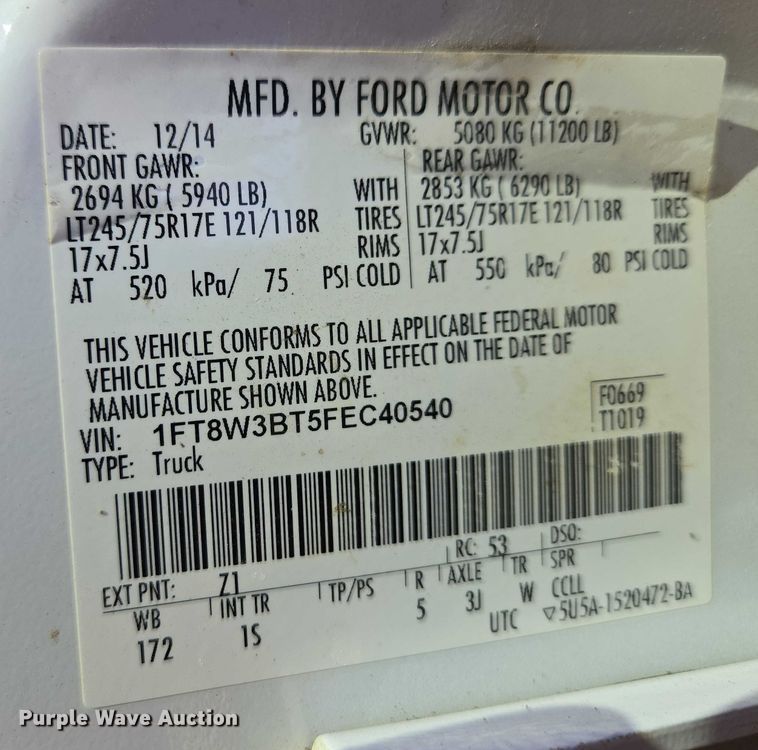 MFD. BY FORD MOTOR CO.
DATE: 12/14 GVWR: 5080 KG (11200 LB)
FRONT GAWR: REAR GAWR:
2694 KG ( 5940 LB) WITH 2853 KG ( 6290 LB) WITH
LT245/75R17E 121/118R TIRES LT245/75R17E 121/118R TIRES
17x7.5J RIMS 17x7.5J RIMS
AT 520 kPa/ 75 PSI COLD AT 550 kPa/ 80 PSI COLD
THIS VEHICLE CONFORMS TO ALL APPLICABLE FEDERAL MOTOR
VEHICLE SAFETY STANDARDS IN EFFECT ON THE DATE OF
MANUFACTURE SHOWN ABOVE.
VIN: 1FT8W3BT5FEC40540 F0669
TYPE: Truck T1019
EXT PNT: Z1 RC: 53 DSO:
WB INT TR TP/PS R AXLE TR SPR
172 1S 5 3J W CCLL
UTC ▽5U5A-1520472-BA
Purple Wave Auction